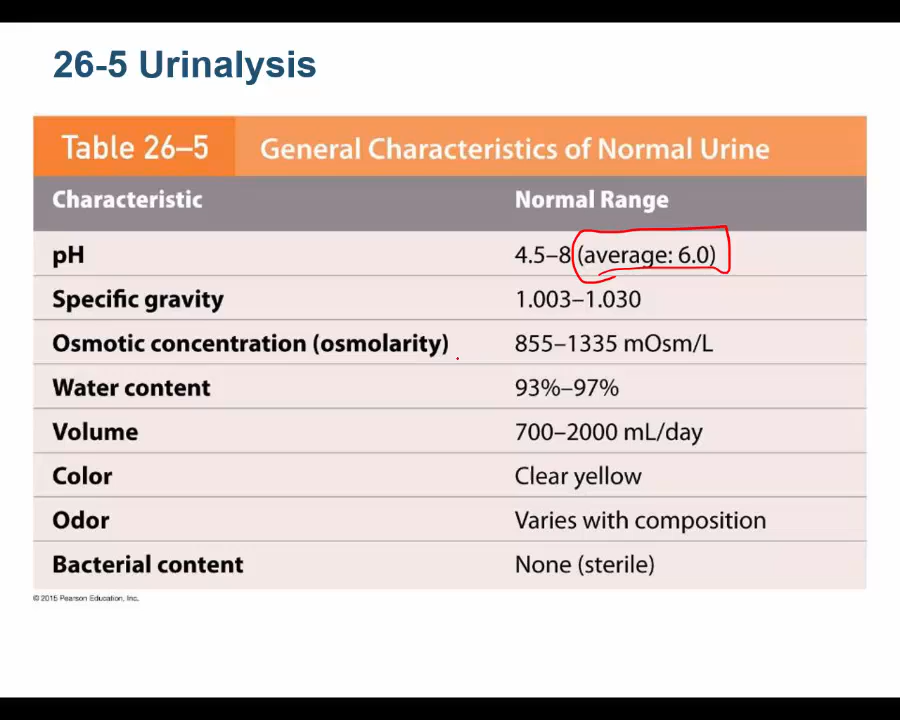 26-5 Urinalysis
Table 26–5 General Characteristics of Normal Urine
Characteristic Normal Range
pH 4.5–8 (average: 6.0)
Specific gravity 1.003–1.030
Osmotic concentration (osmolarity) 855–1335 mOsm/L
Water content 93%–97%
Volume 700–2000 mL/day
Color Clear yellow
Odor Varies with composition
Bacterial content None (sterile)
© 2015 Pearson Education, Inc.